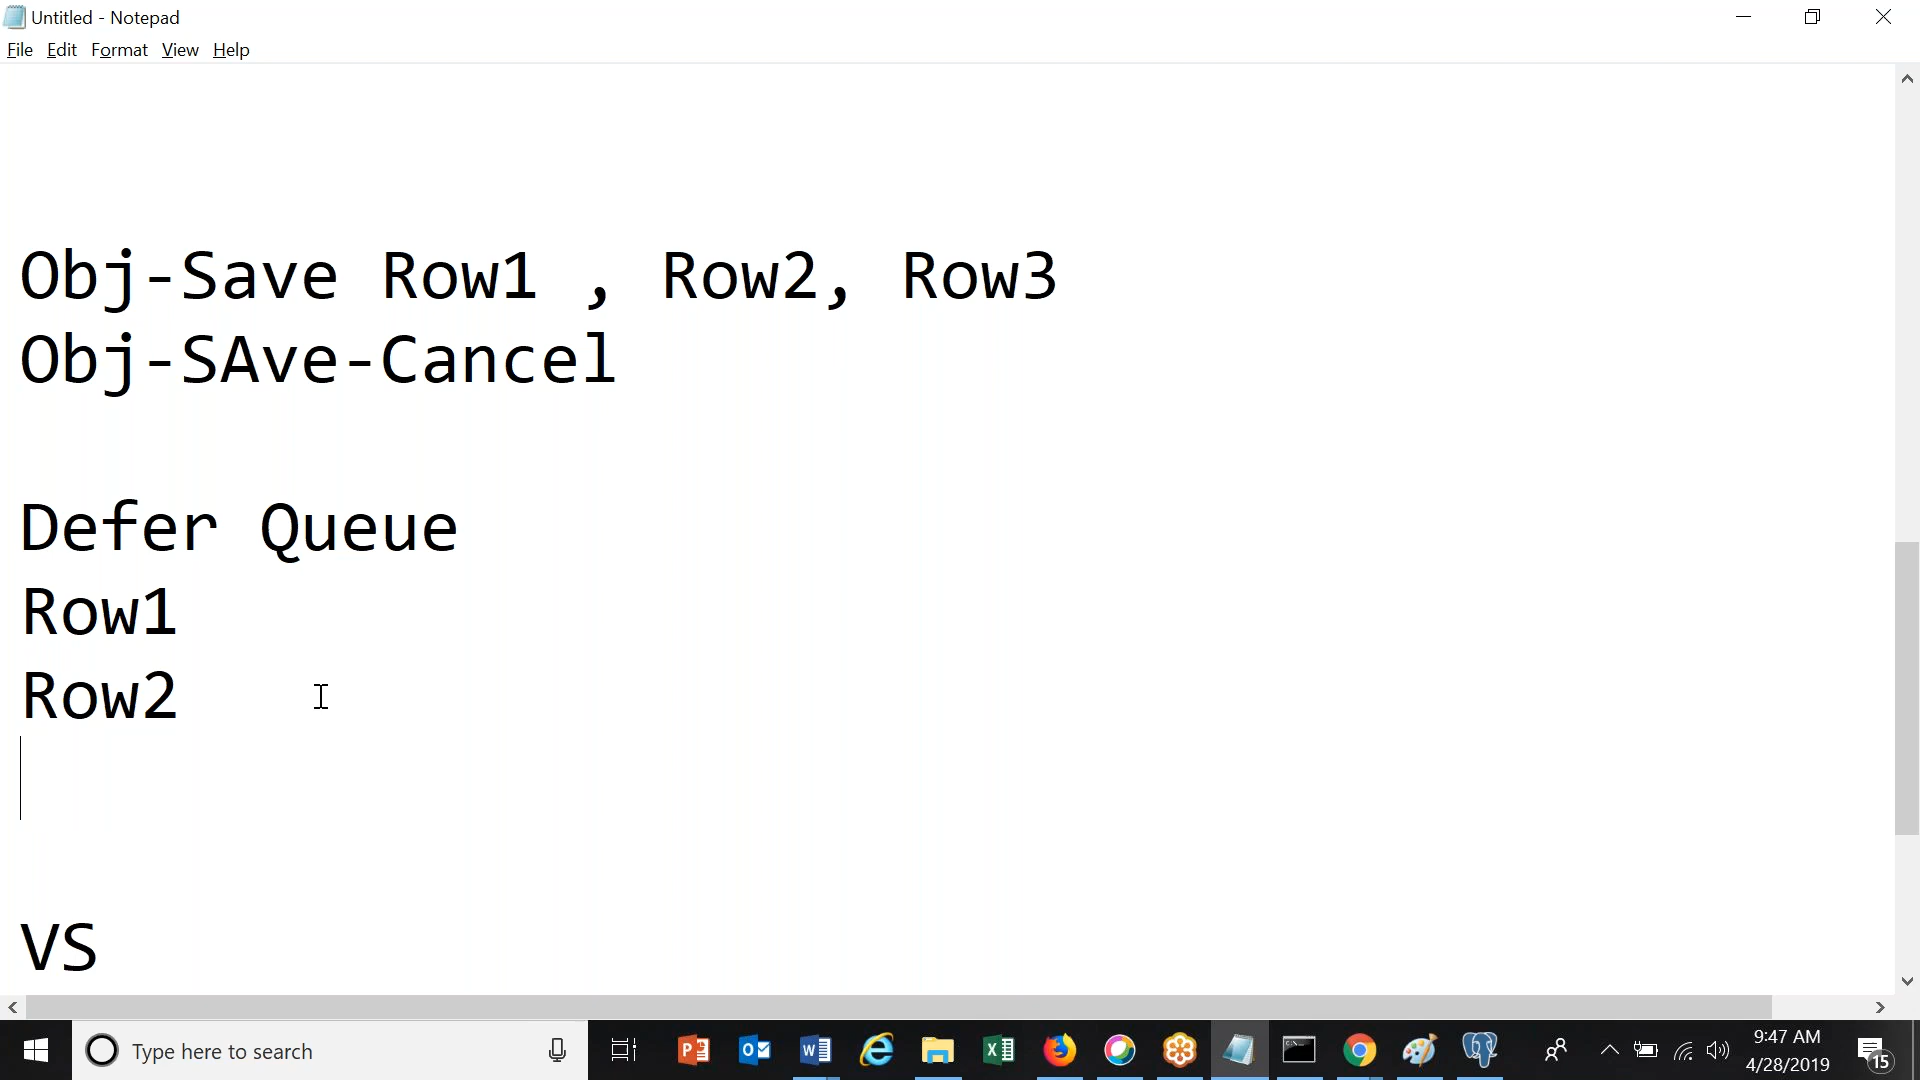 Untitled - Notepad
File Edit Format View Help
Obj-Save Row1 , Row2, Row3
Obj-SAve-Cancel
Defer Queue
Row1
Row2
VS
Type here to search
9:47 AM
4/28/2019
15